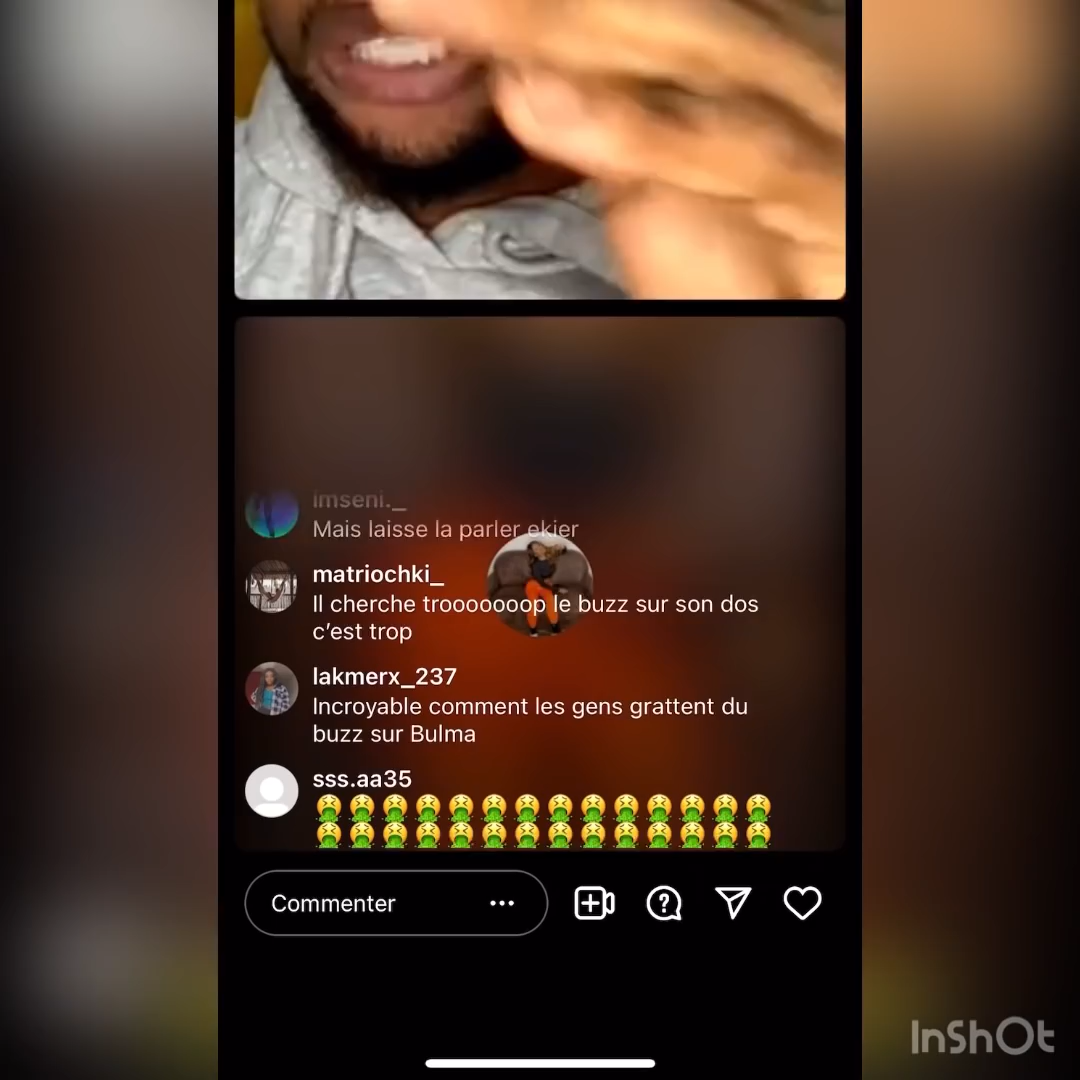 imseni._
Mais laisse la parler ekier
matriochki_
Il cherche trooooooop le buzz sur son dos
c’est trop
lakmerx_237
Incroyable comment les gens grattent du
buzz sur Bulma
sss.aa35
🤮🤮🤮🤮🤮🤮🤮🤮🤮🤮🤮🤮🤮🤮
🤮🤮🤮🤮🤮🤮🤮🤮🤮🤮🤮🤮🤮🤮
Commenter
InShOt